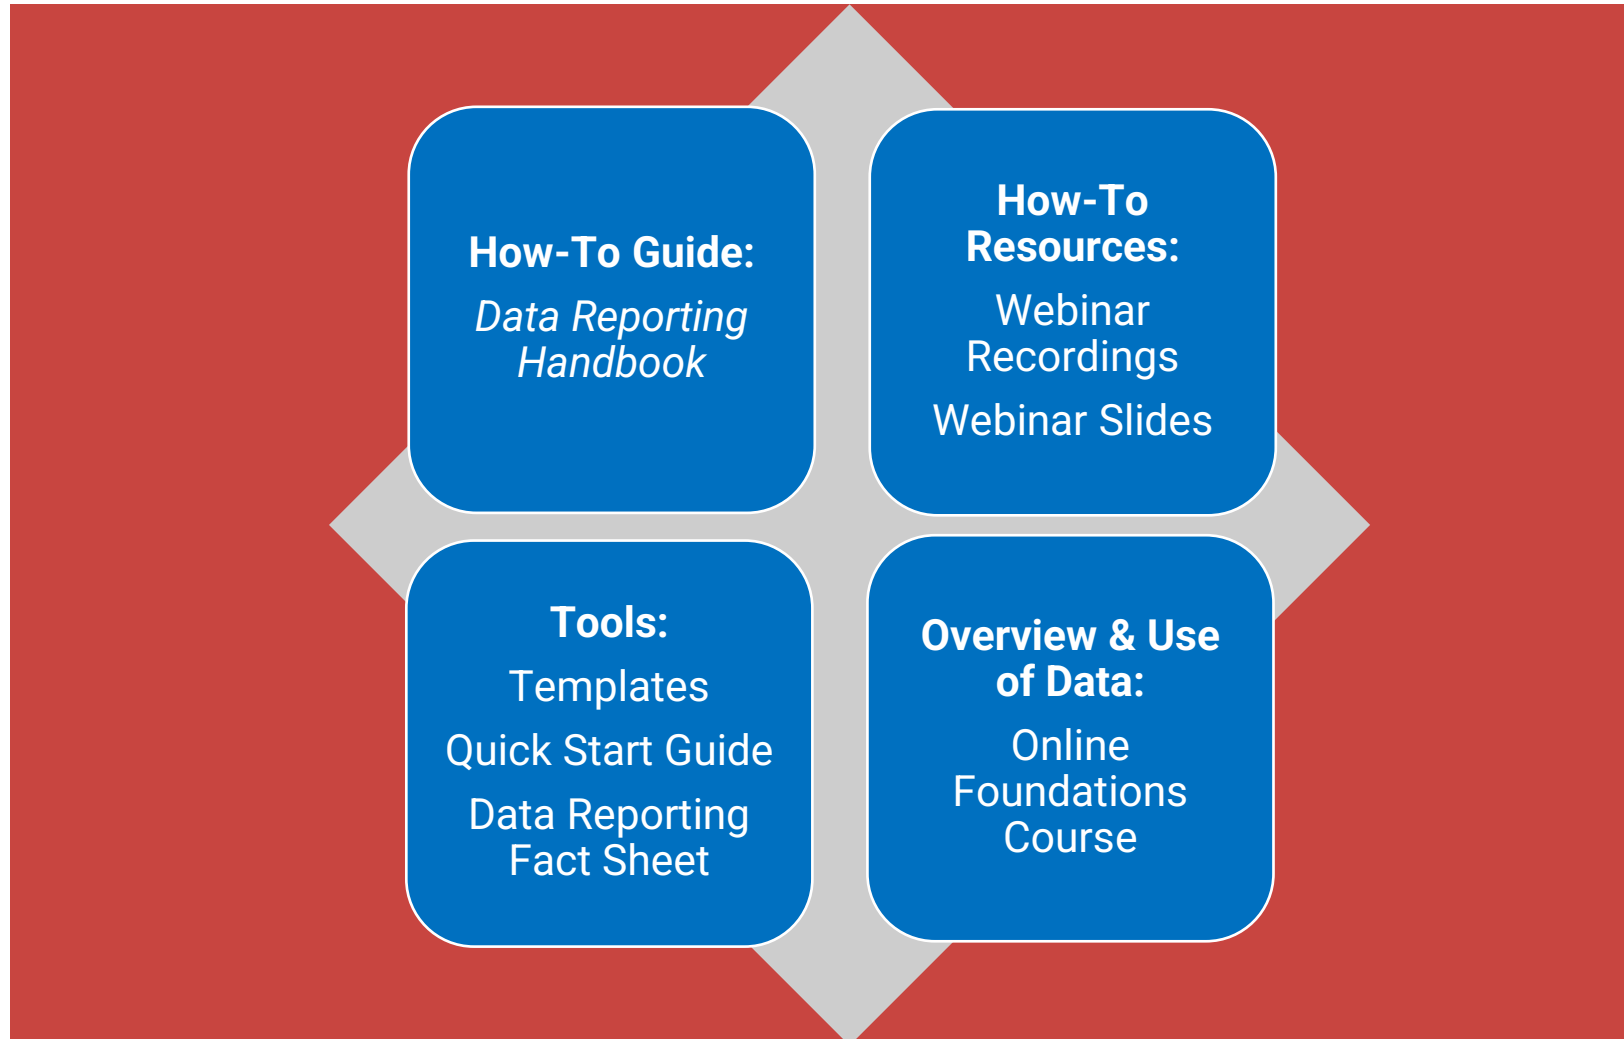 How-To Guide:
Data Reporting
Handbook
How-To
Resources:
Webinar
Recordings
Webinar Slides
Tools:
Templates
Quick Start Guide
Data Reporting
Fact Sheet
Overview & Use
of Data:
Online
Foundations
Course